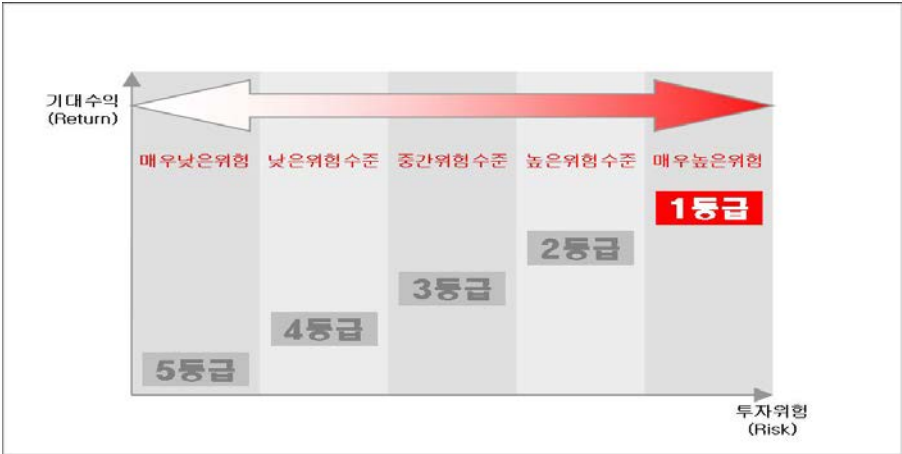 기대수익
(Return)
매우낮은위험 낮은위험수준 중간위험수준 높은위험수준 매우높은위험
1등급
2등급
3등급
4등급
5등급
투자위험
(Risk)